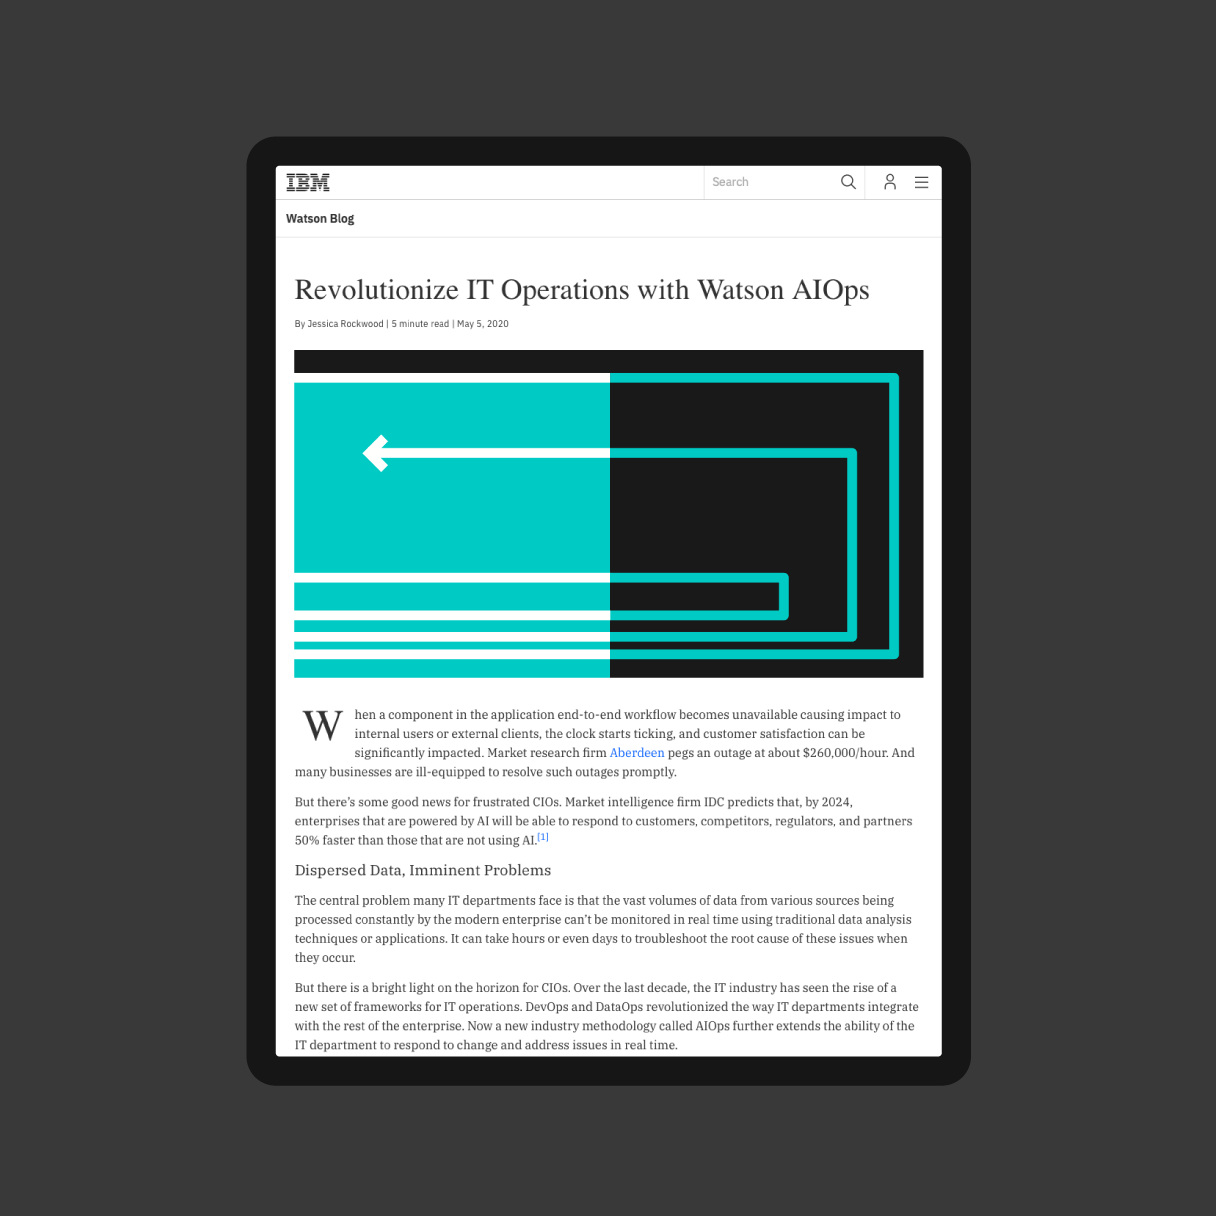 IBM
Search
Watson Blog
Revolutionize IT Operations with Watson AIOps
By Jessica Rockwood | 5 minute read | May 5, 2020
When a component in the application end-to-end workflow becomes unavailable causing impact to
internal users or external clients, the clock starts ticking, and customer satisfaction can be
significantly impacted. Market research firm Aberdeen pegs an outage at about $260,000/hour. And
many businesses are ill-equipped to resolve such outages promptly.
But there’s some good news for frustrated CIOs. Market intelligence firm IDC predicts that, by 2024,
enterprises that are powered by AI will be able to respond to customers, competitors, regulators, and partners
50% faster than those that are not using AI.[1]
Dispersed Data, Imminent Problems
The central problem many IT departments face is that the vast volumes of data from various sources being
processed constantly by the modern enterprise can’t be monitored in real time using traditional data analysis
techniques or applications. It can take hours or even days to troubleshoot the root cause of these issues when
they occur.
But there is a bright light on the horizon for CIOs. Over the last decade, the IT industry has seen the rise of a
new set of frameworks for IT operations. DevOps and DataOps revolutionized the way IT departments integrate
with the rest of the enterprise. Now a new industry methodology called AIOps further extends the ability of the
IT department to respond to change and address issues in real time.